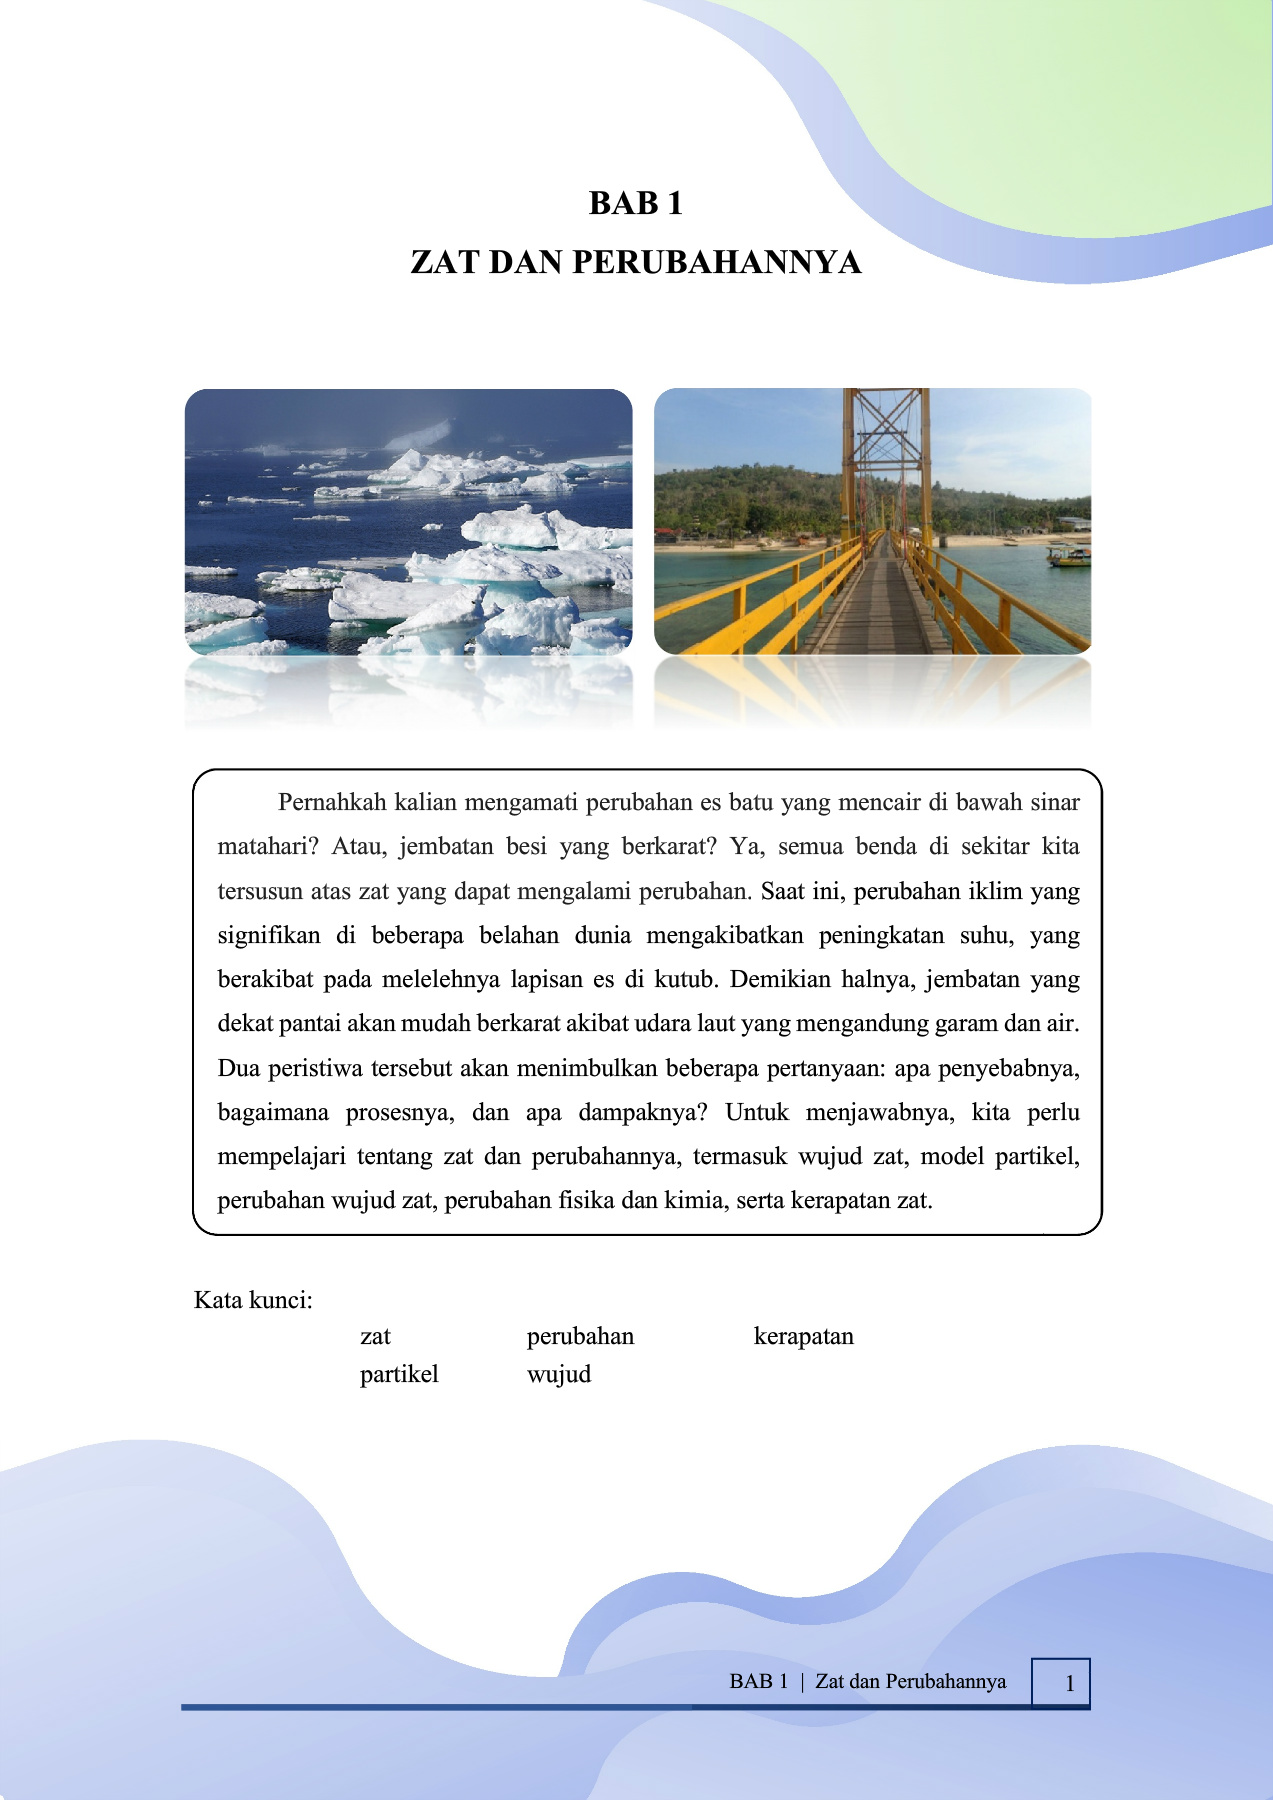 BAB 1
ZAT DAN PERUBAHANNYA
Pernahkah kalian mengamati perubahan es batu yang mencair di bawah sinar
matahari? Atau, jembatan besi yang berkarat? Ya, semua benda di sekitar kita
tersusun atas zat yang dapat mengalami perubahan. Saat ini, perubahan iklim yang
signifikan di beberapa belahan dunia mengakibatkan peningkatan suhu, yang
berakibat pada melelehnya lapisan es di kutub. Demikian halnya, jembatan yang
dekat pantai akan mudah berkarat akibat udara laut yang mengandung garam dan air.
Dua peristiwa tersebut akan menimbulkan beberapa pertanyaan: apa penyebabnya,
bagaimana prosesnya, dan apa dampaknya? Untuk menjawabnya, kita perlu
mempelajari tentang zat dan perubahannya, termasuk wujud zat, model partikel,
perubahan wujud zat, perubahan fisika dan kimia, serta kerapatan zat.
Kata kunci:
zat perubahan kerapatan
partikel wujud
BAB 1 | Zat dan Perubahannya 1